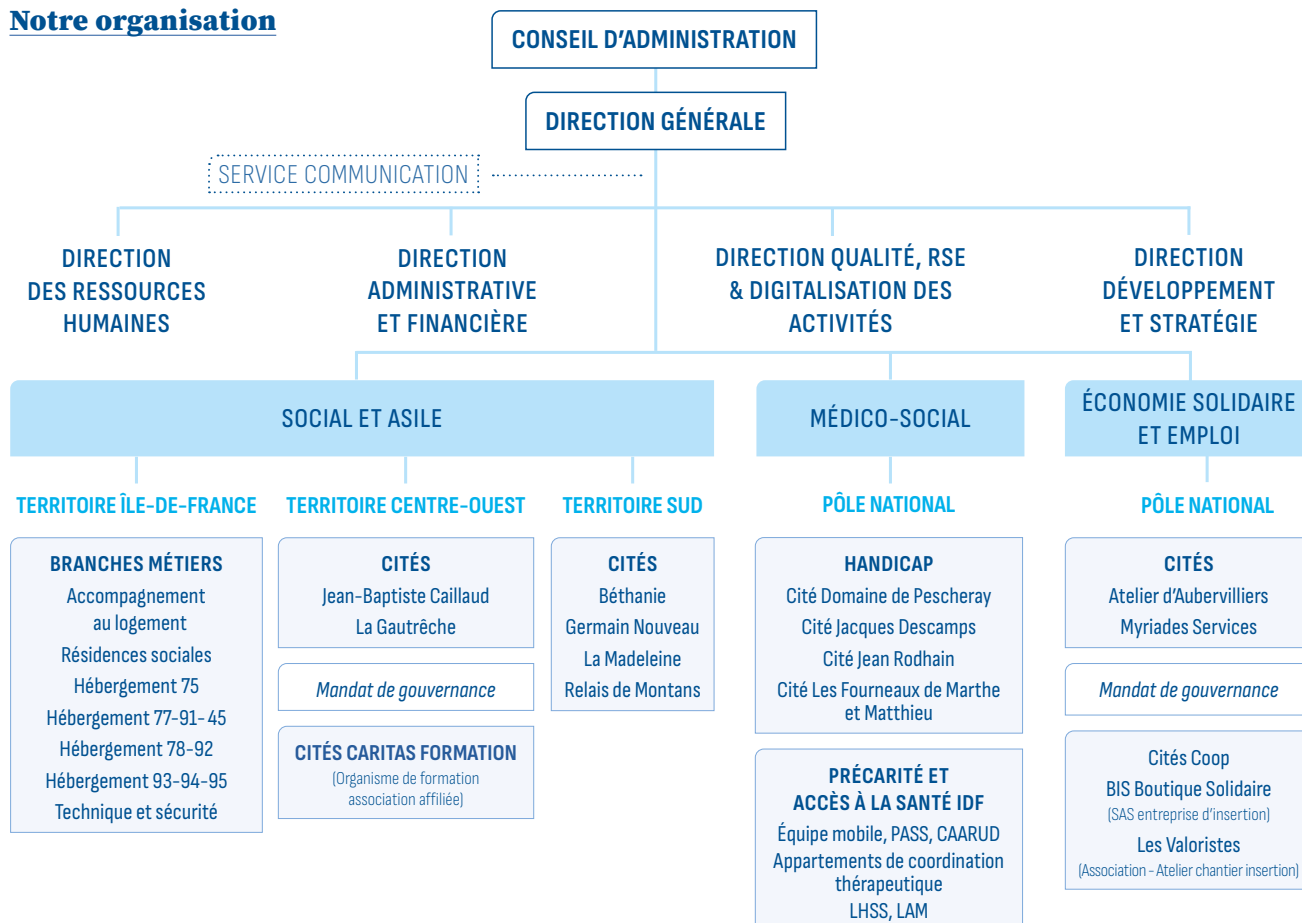 Notre organisation
CONSEIL D'ADMINISTRATION
DIRECTION GÉNÉRALE
SERVICE COMMUNICATION
DIRECTION
DES RESSOURCES
HUMAINES
DIRECTION
ADMINISTRATIVE
ET FINANCIÈRE
DIRECTION QUALITÉ, RSE
& DIGITALISATION DES
ACTIVITÉS
DIRECTION
DÉVELOPPEMENT
ET STRATÉGIE
SOCIAL ET ASILE
TERRITOIRE ÎLE-DE-FRANCE
BRANCHES MÉTIERS
Accompagnement
au logement
Résidences sociales
Hébergement 75
Hébergement 77-91-45
Hébergement 78-92
Hébergement 93-94-95
Technique et sécurité
TERRITOIRE CENTRE-OUEST
CITÉS
Jean-Baptiste Caillaud
La Gautrêche
Mandat de gouvernance
CITÉS CARITAS FORMATION
(Organisme de formation
association affiliée)
TERRITOIRE SUD
CITÉS
Béthanie
Germain Nouveau
La Madeleine
Relais de Montans
MÉDICO-SOCIAL
PÔLE NATIONAL
HANDICAP
Cité Domaine de Pescheray
Cité Jacques Descamps
Cité Jean Rodhain
Cité Les Fourneaux de Marthe
et Matthieu
PRÉCARITÉ ET
ACCÈS À LA SANTÉ IDF
Équipe mobile, PASS, CAARUD
Appartements de coordination
thérapeutique
LHSS, LAM
ÉCONOMIE SOLIDAIRE
ET EMPLOI
PÔLE NATIONAL
CITÉS
Atelier d'Aubervilliers
Myriades Services
Mandat de gouvernance
Cités Coop
BIS Boutique Solidaire
(SAS entreprise d'insertion)
Les Valoristes
(Association - Atelier chantier insertion)